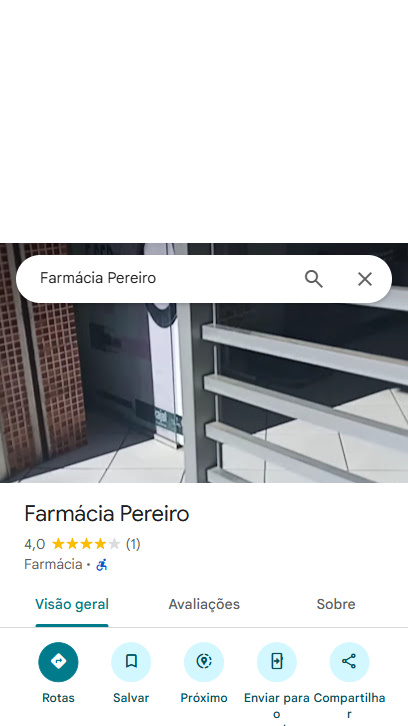 Farmácia Pereiro
Farmácia Pereiro
4,0 (1)
Farmácia ·
Visão geral Avaliações Sobre
Rotas Salvar Próximo Enviar para o Compartilhar